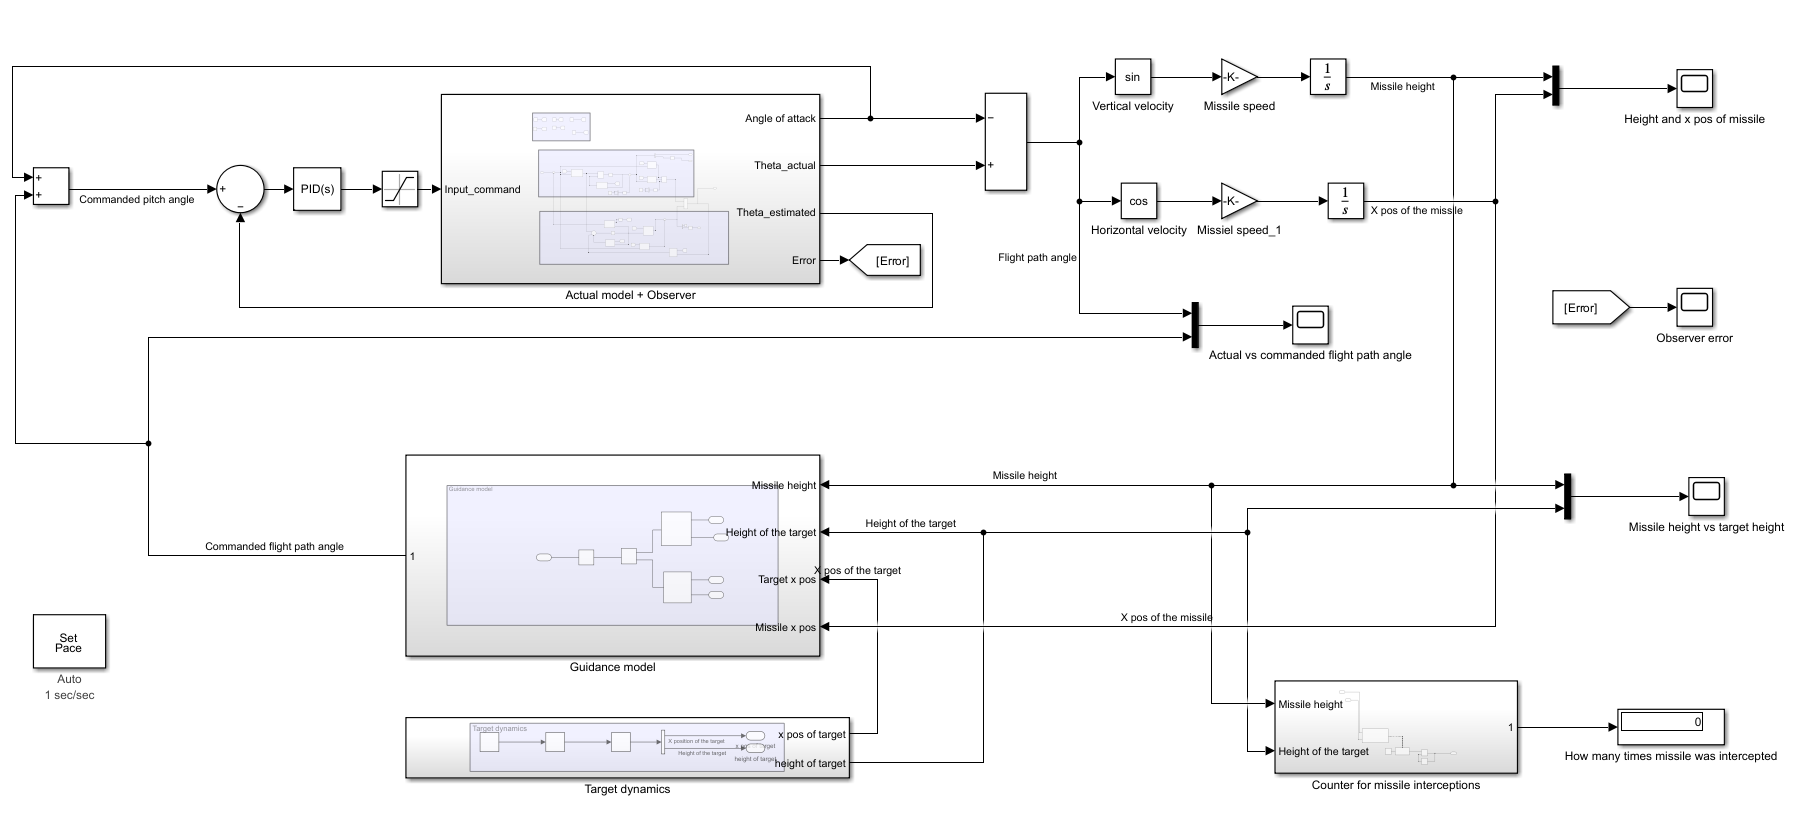 sin
-K-
1
s
Vertical velocity
Missile speed
Missile height
Height and x pos of missile
Angle of attack
−
+
Theta_actual
+
+
Commanded pitch angle
+
−
PID(s)
Input_command
cos
-K-
1
s
X pos of the missile
Horizontal velocity
Missiel speed_1
Theta_estimated
Flight path angle
Error
[Error]
Actual model + Observer
[Error]
Observer error
Actual vs commanded flight path angle
Missile height
Missile height
Guidance model
Height of the target
Height of the target
Missile height vs target height
Commanded flight path angle
1
X pos of the target
Target x pos
X pos of the missile
Missile x pos
Guidance model
Set
Pace
Auto
1 sec/sec
Missile height
1
0
Height of the target
How many times missile was intercepted
Counter for missile interceptions
Target dynamics
x pos of target
X position of the target
Height of the target
height of target
height of target
Target dynamics